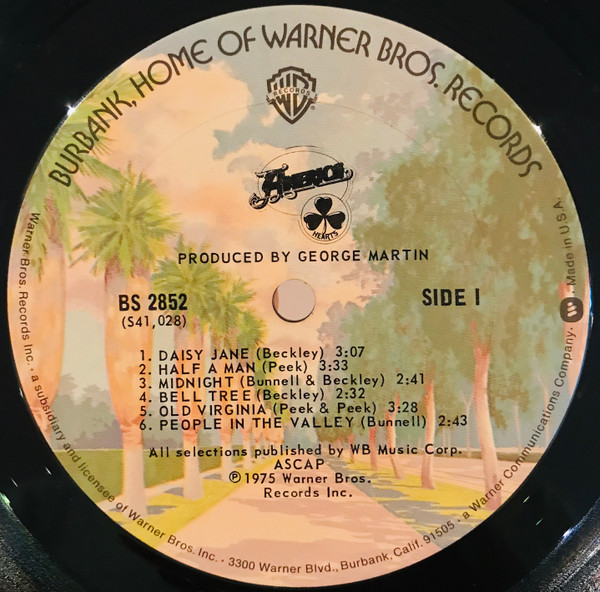 BURBANK, HOME OF WARNER BROS. RECORDS
RECORDS
WB
AMERICA
HEARTS
PRODUCED BY GEORGE MARTIN
BS 2852
(S41,028)
SIDE I
1. DAISY JANE (Beckley) 3:07
2. HALF A MAN (Peek) 3:33
3. MIDNIGHT (Bunnell & Beckley) 2:41
4. BELL TREE (Beckley) 2:32
5. OLD VIRGINIA (Peek & Peek) 3:28
6. PEOPLE IN THE VALLEY (Bunnell) 2:43
All selections published by WB Music Corp.
ASCAP
℗ 1975 Warner Bros.
Records Inc.
Warner Bros. Records Inc. · a subsidiary and licensee of Warner Bros. Inc. · 3300 Warner Blvd., Burbank, Calif. 91505 · a Warner Communications Company. · Made in U.S.A.